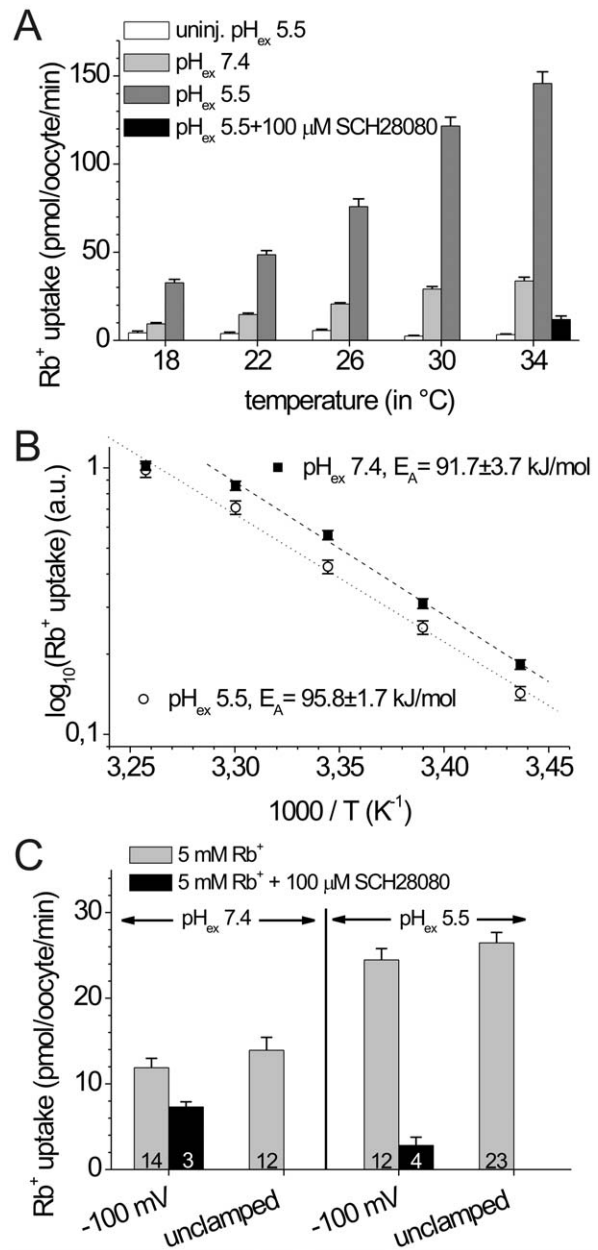 A
uninj. pHex 5.5
pHex 7.4
pHex 5.5
pHex 5.5+100 μM SCH28080
Rb+ uptake (pmol/oocyte/min)
150
100
50
0
18 22 26 30 34
temperature (in °C)
B
pHex 7.4, EA= 91.7±3.7 kJ/mol
log10(Rb+ uptake) (a.u.)
1
0,1
pHex 5.5, EA= 95.8±1.7 kJ/mol
3,25 3,30 3,35 3,40 3,45
1000 / T (K-1)
C
5 mM Rb+
5 mM Rb+ + 100 μM SCH28080
pHex 7.4 pHex 5.5
Rb+ uptake (pmol/oocyte/min)
30
20
10
0
14 3 12 12 4 23
-100 mV unclamped -100 mV unclamped